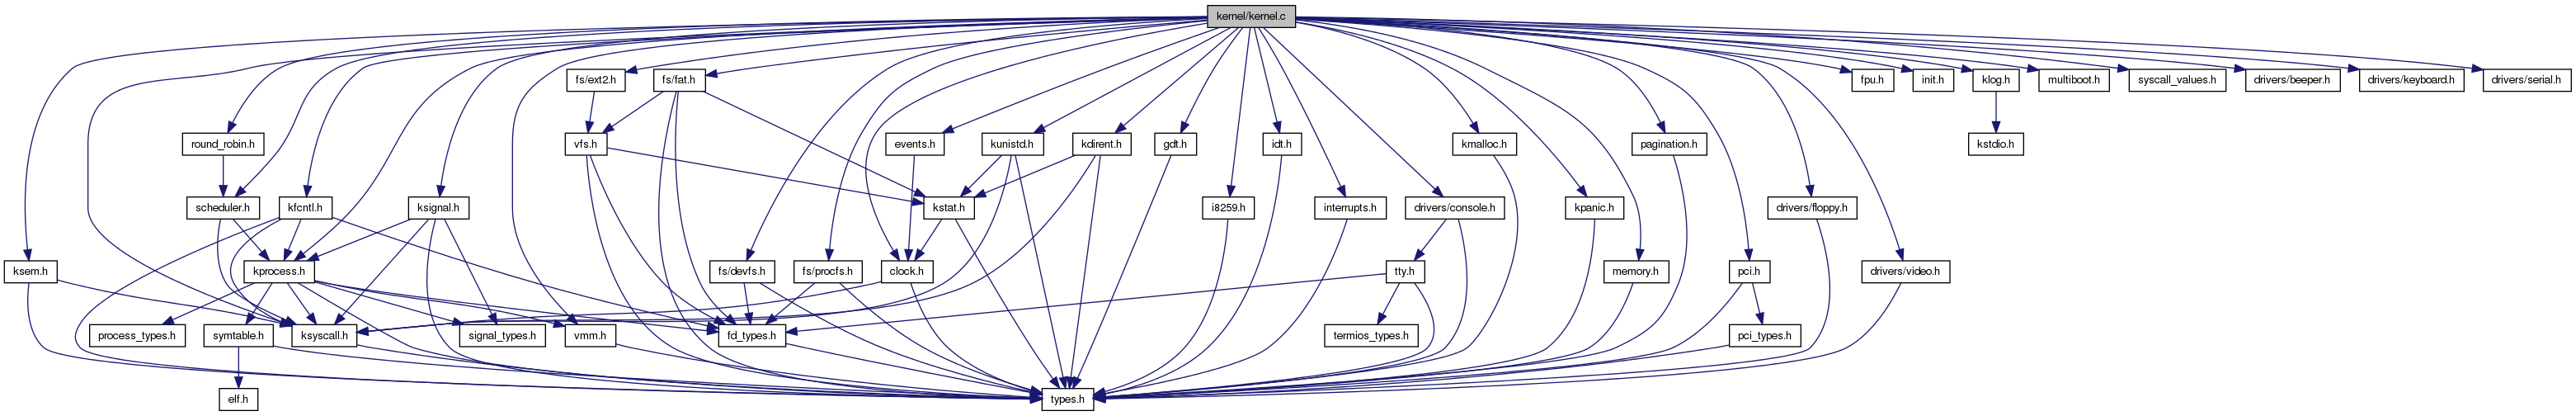 kernel/kernel.c
fs/ext2.h
fs/fat.h
fpu.h
init.h
klog.h
multiboot.h
syscall_values.h
drivers/beeper.h
drivers/keyboard.h
drivers/serial.h
round_robin.h
vfs.h
events.h
kunistd.h
kdirent.h
gdt.h
idt.h
kmalloc.h
pagination.h
kstdio.h
scheduler.h
kfcntl.h
ksignal.h
kstat.h
i8259.h
interrupts.h
drivers/console.h
kpanic.h
drivers/floppy.h
ksem.h
kprocess.h
fs/devfs.h
fs/procfs.h
clock.h
tty.h
memory.h
pci.h
drivers/video.h
process_types.h
symtable.h
ksyscall.h
signal_types.h
vmm.h
fd_types.h
termios_types.h
pci_types.h
elf.h
types.h